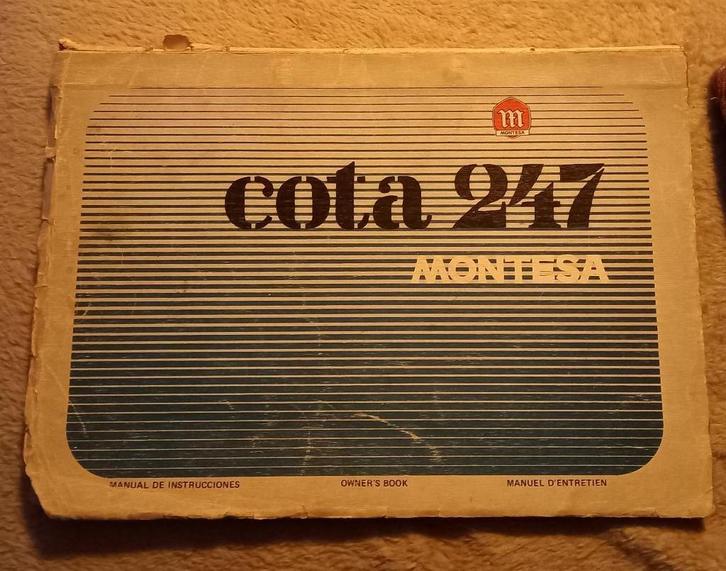 m
MONTESA
cota 247
MONTESA
MANUAL DE INSTRUCCIONES OWNER'S BOOK MANUEL D'ENTRETIEN